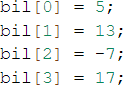 bil[0] = 5;
bil[1] = 13;
bil[2] = -7;
bil[3] = 17;